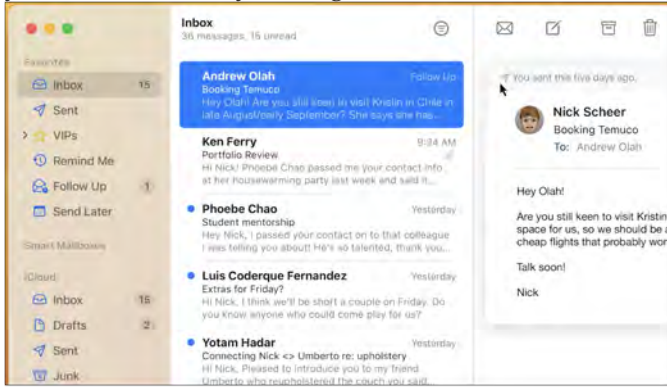 Inbox
36 messages, 15 unread
Favorites
Inbox 15
Sent
VIPs
Remind Me
Follow Up 1
Send Later
Smart Mailboxes
iCloud
Inbox 15
Drafts 2
Sent
Junk
Andrew Olah Follow Up
Booking Temuco
Hey Olah! Are you still keen to visit Kristin in Chile in
late August/early September? She says she has...
Ken Ferry 9:34 AM
Portfolio Review
Hi Nick! Phoebe Chao passed me your contact info
at her housewarming party last week and said it...
Phoebe Chao Yesterday
Student mentorship
Hey Nick, I passed your contact on to that colleague
I was telling you about! He's so talented, thank you...
Luis Coderque Fernandez Yesterday
Extras for Friday?
Hi Nick, I think we'll be short a couple on Friday. Do
you know anyone who could come play for us?
Yotam Hadar Yesterday
Connecting Nick <> Umberto re: upholstery
Hi Nick, Pleased to introduce you to my friend
Umberto who reupholstered the couch you said
You sent this five days ago.
Nick Scheer
Booking Temuco
To: Andrew Olah
Hey Olah!
Are you still keen to visit Kristin
space for us, so we should be a
cheap flights that probably wor
Talk soon!
Nick